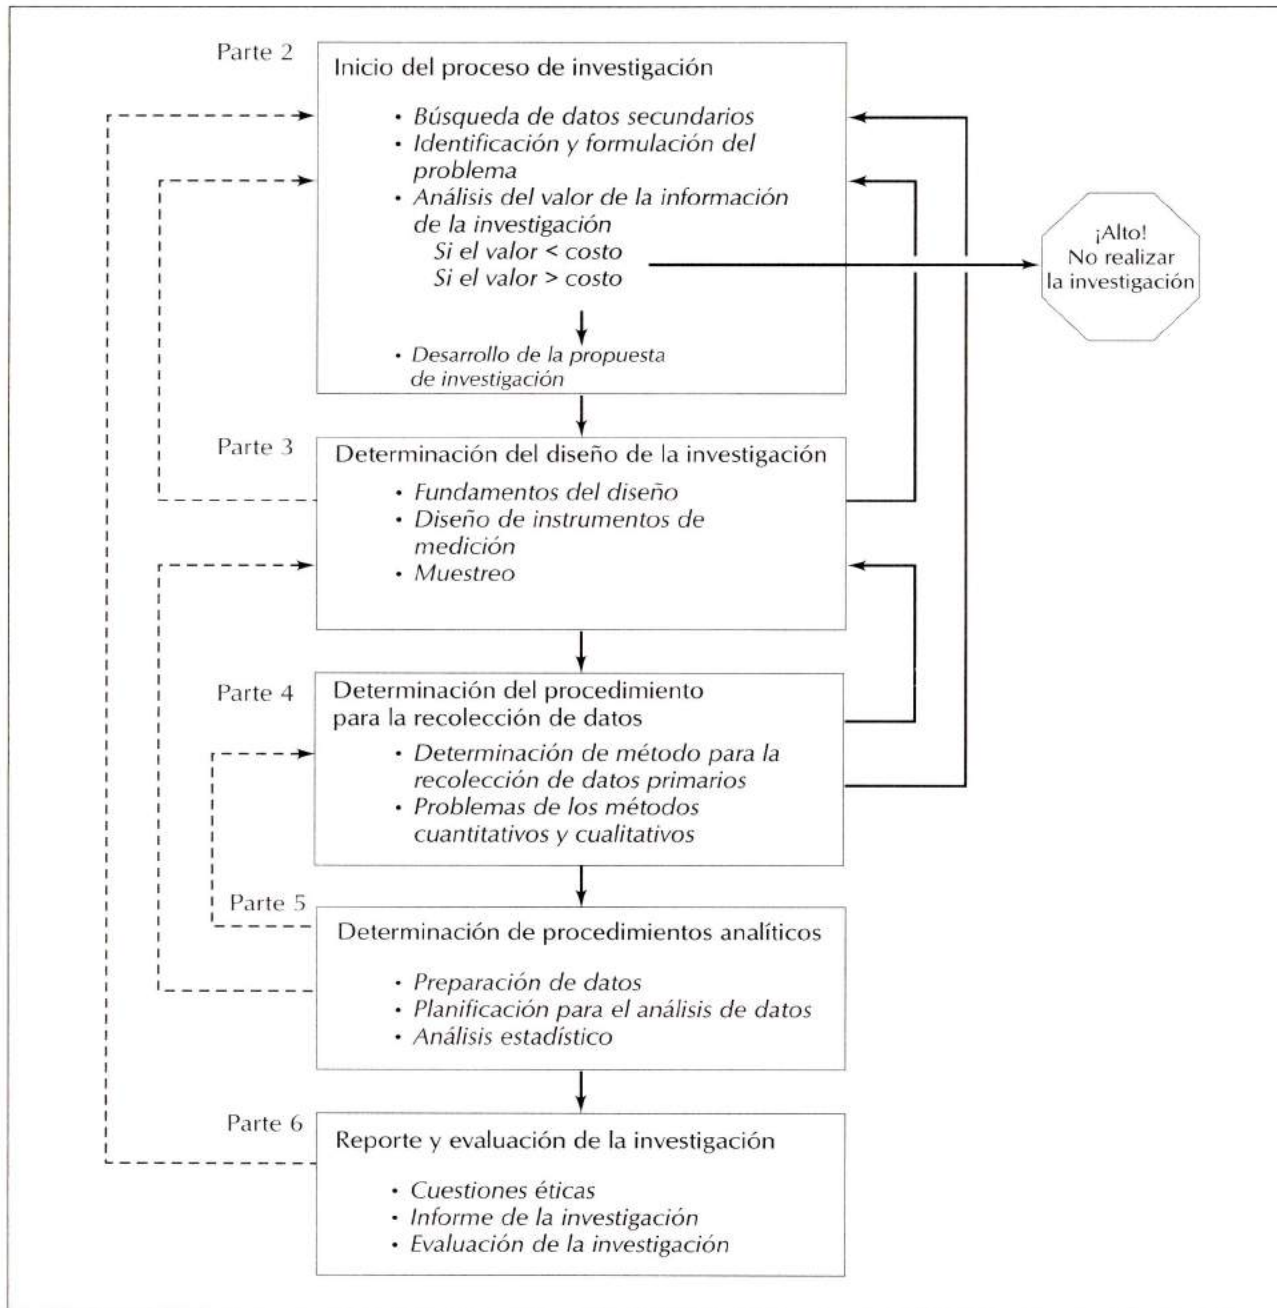 Parte 2
Inicio del proceso de investigación
• Búsqueda de datos secundarios
• Identificación y formulación del
problema
• Análisis del valor de la información
de la investigación
Si el valor < costo
Si el valor > costo
¡Alto!
No realizar
la investigación
• Desarrollo de la propuesta
de investigación
Parte 3
Determinación del diseño de la investigación
• Fundamentos del diseño
• Diseño de instrumentos de
medición
• Muestreo
Parte 4
Determinación del procedimiento
para la recolección de datos
• Determinación de método para la
recolección de datos primarios
• Problemas de los métodos
cuantitativos y cualitativos
Parte 5
Determinación de procedimientos analíticos
• Preparación de datos
• Planificación para el análisis de datos
• Análisis estadístico
Parte 6
Reporte y evaluación de la investigación
• Cuestiones éticas
• Informe de la investigación
• Evaluación de la investigación